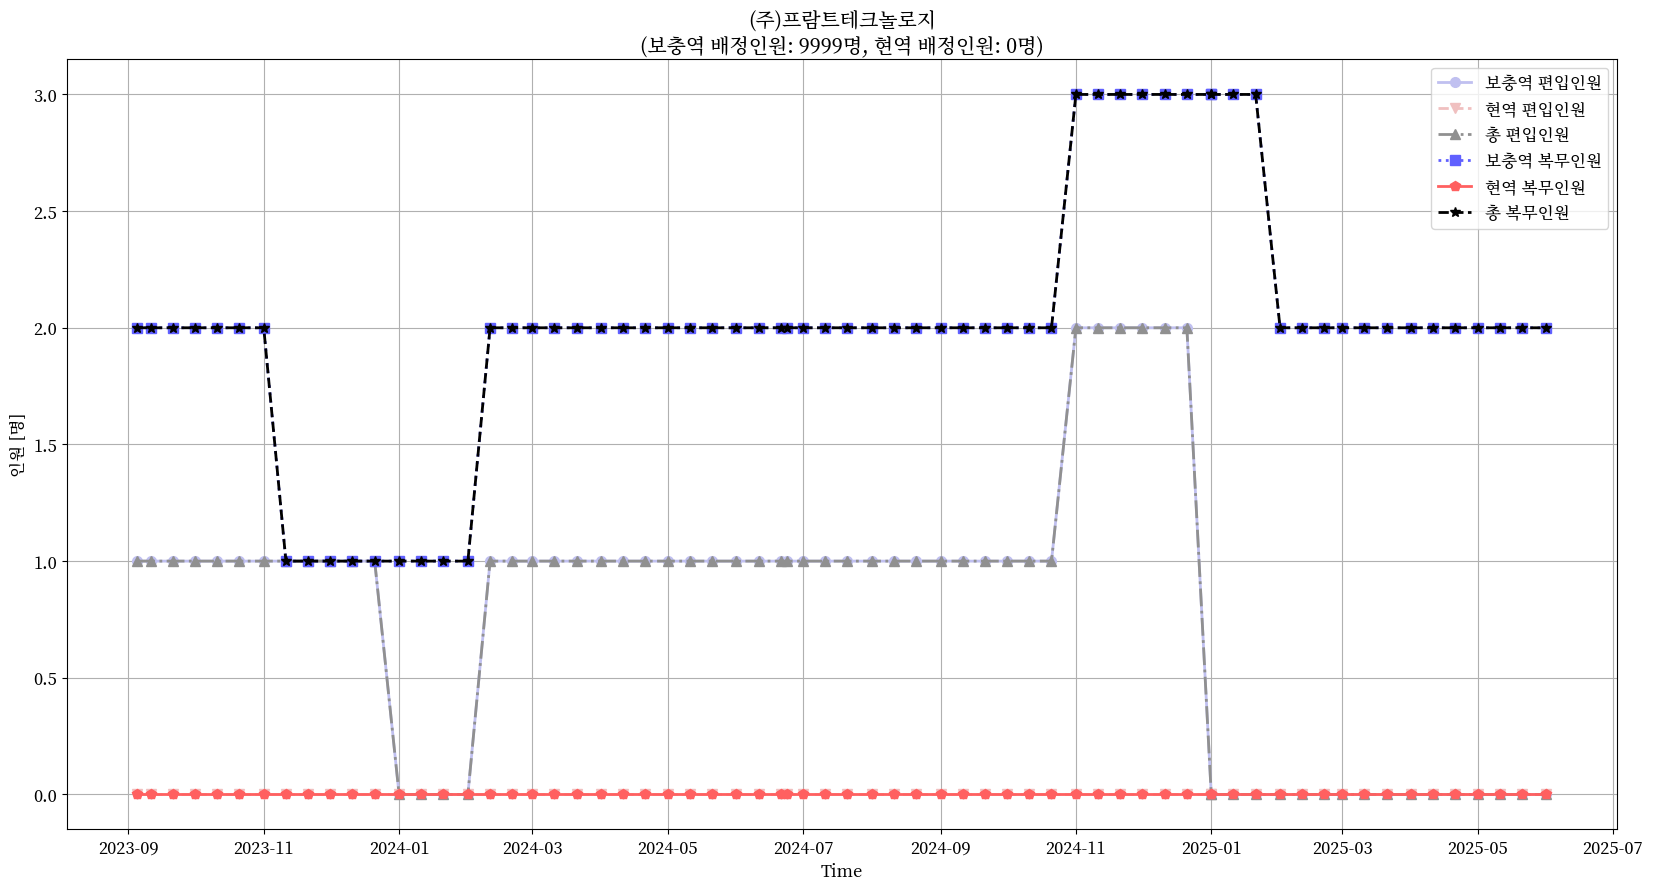 (주)프람트테크놀로지
(보충역 배정인원: 9999명, 현역 배정인원: 0명)
보충역 편입인원
현역 편입인원
총 편입인원
보충역 복무인원
현역 복무인원
총 복무인원
인원 [명]
3.0
2.5
2.0
1.5
1.0
0.5
0.0
2023-09
2023-11
2024-01
2024-03
2024-05
2024-07
2024-09
2024-11
2025-01
2025-03
2025-05
2025-07
Time